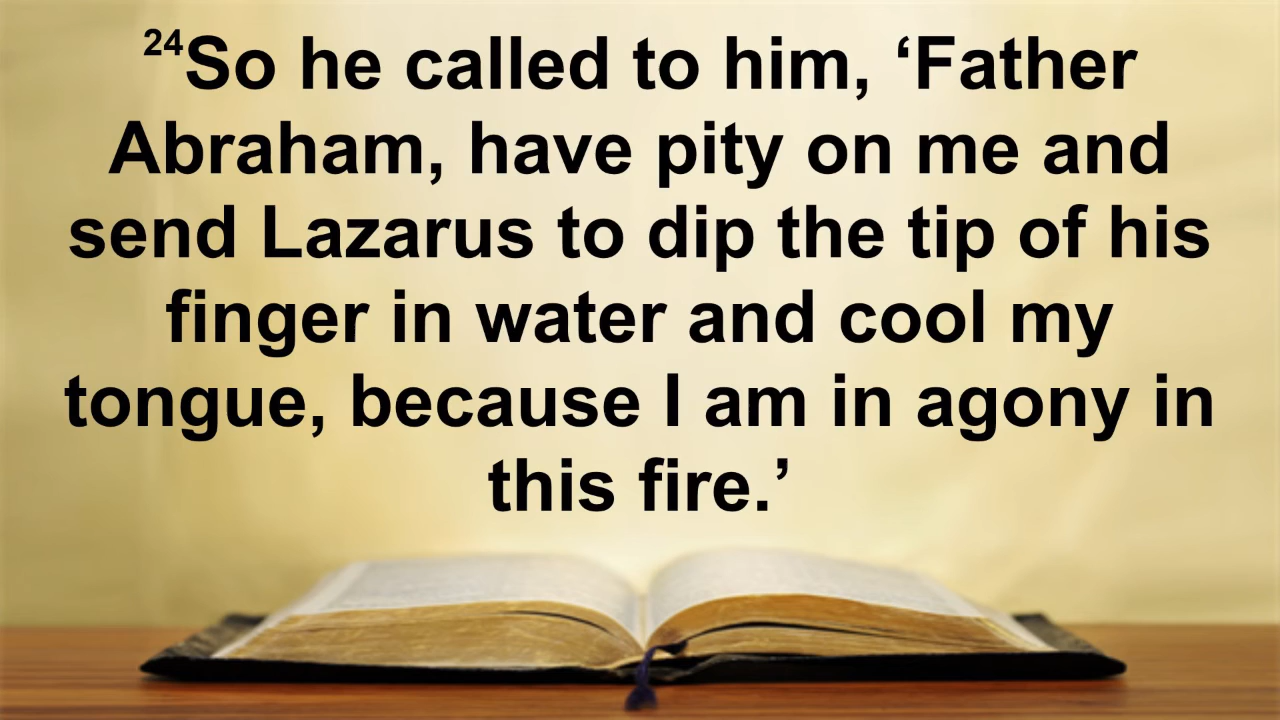 ²⁴So he called to him, ‘Father
Abraham, have pity on me and
send Lazarus to dip the tip of his
finger in water and cool my
tongue, because I am in agony in
this fire.’